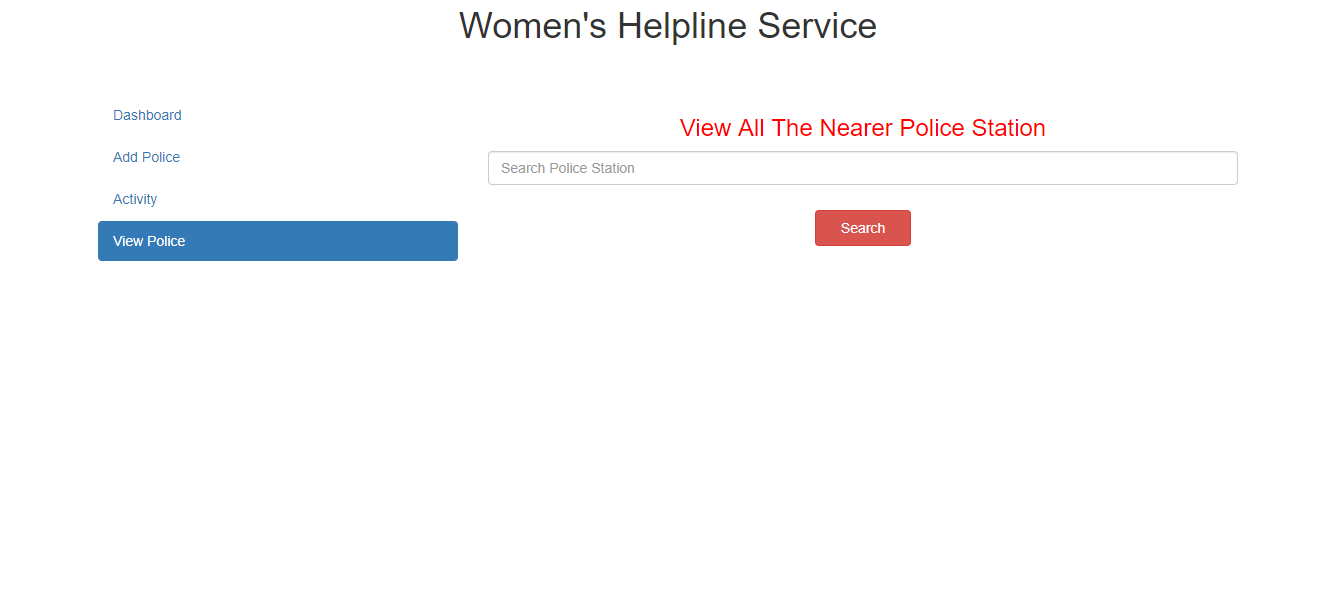 Women's Helpline Service
Dashboard
Add Police
Activity
View Police
View All The Nearer Police Station
Search Police Station
Search